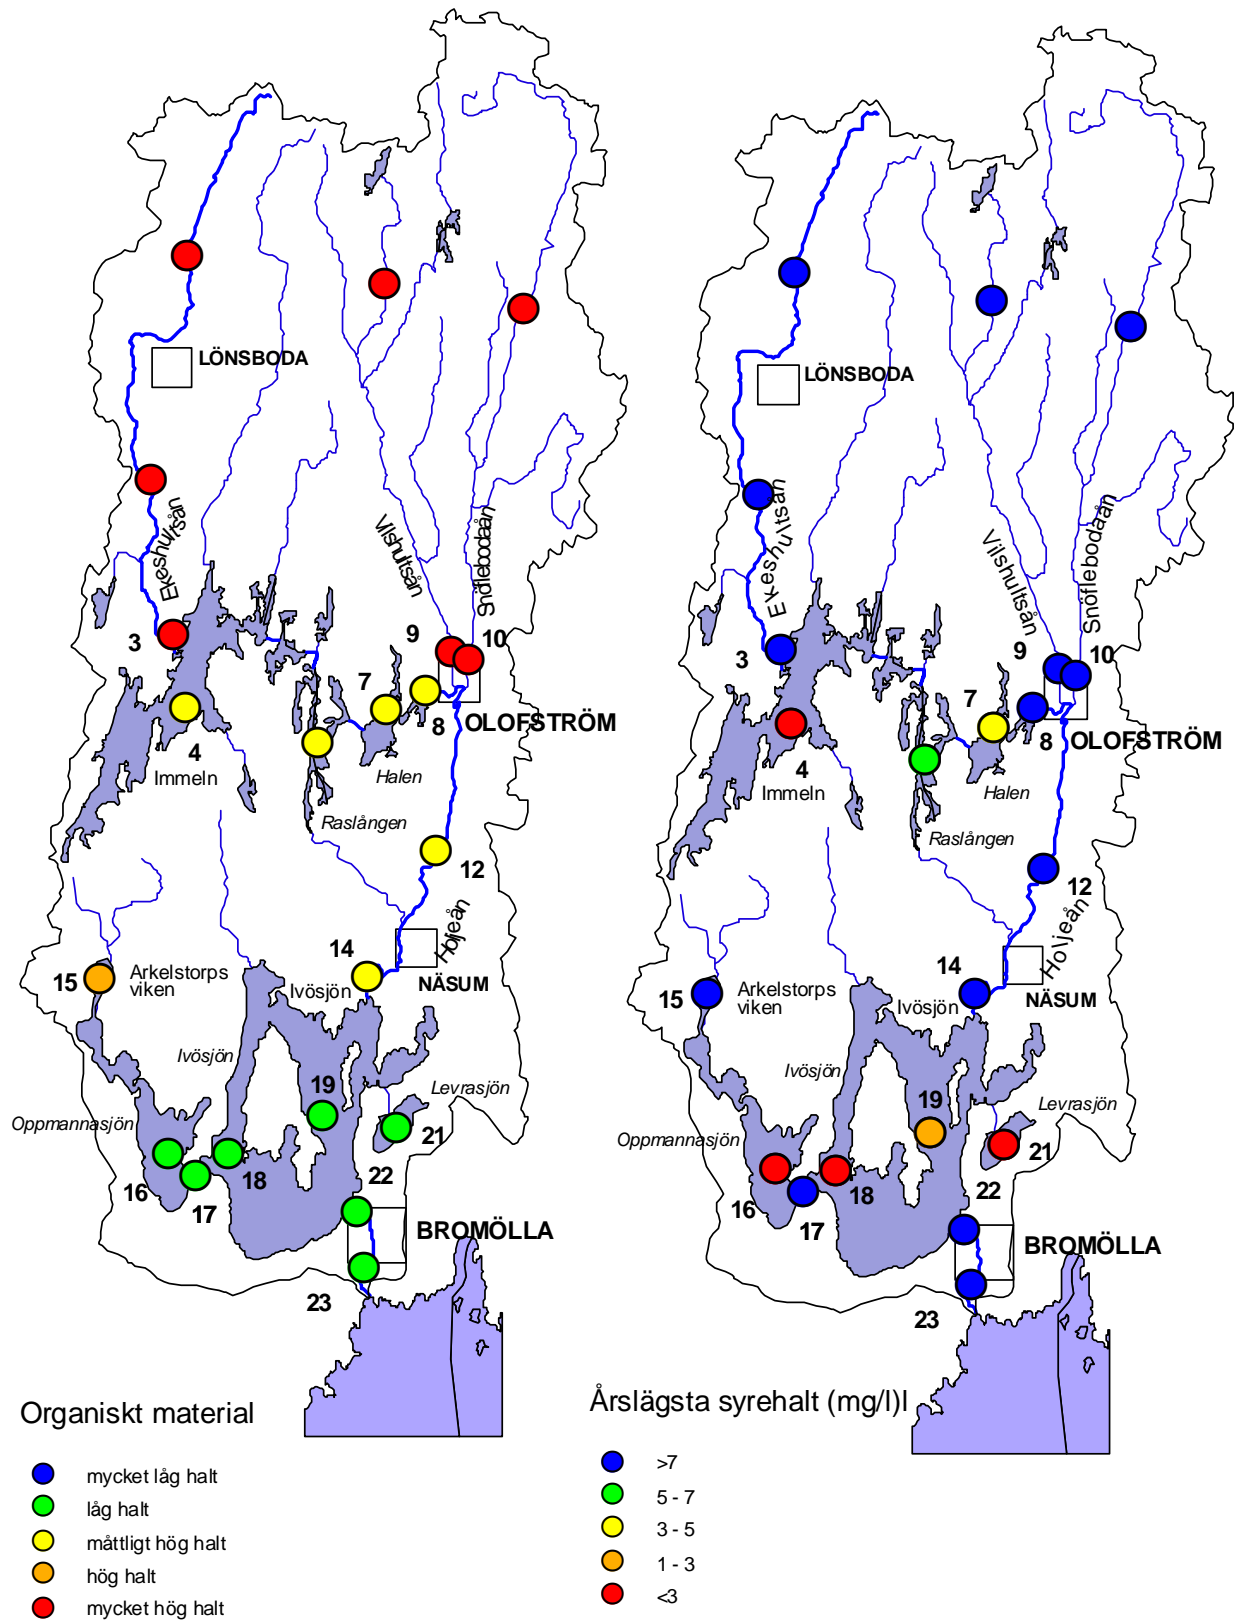 LÖNSBODA
Ekeshultsån
Vilshultsån
Snöflebodaån
3
9
10
7
8
OLOFSTRÖM
4
Immeln
Halen
Raslången
12
Holjeån
14
NÄSUM
15
Arkelstorps
viken
Ivösjön
Ivösjön
19
Levrasjön
Oppmannasjön
21
16
17
18
22
BROMÖLLA
23
Organiskt material
mycket låg halt
låg halt
måttligt hög halt
hög halt
mycket hög halt
LÖNSBODA
Ekeshultsån
Vilshultsån
Snöflebodaån
3
9
10
7
8
OLOFSTRÖM
4
Immeln
Halen
Raslången
12
Holjeån
14
NÄSUM
15
Arkelstorps
viken
Ivösjön
Ivösjön
19
Levrasjön
Oppmannasjön
21
16
17
18
22
BROMÖLLA
23
Årslägsta syrehalt (mg/l)l
>7
5 - 7
3 - 5
1 - 3
<3